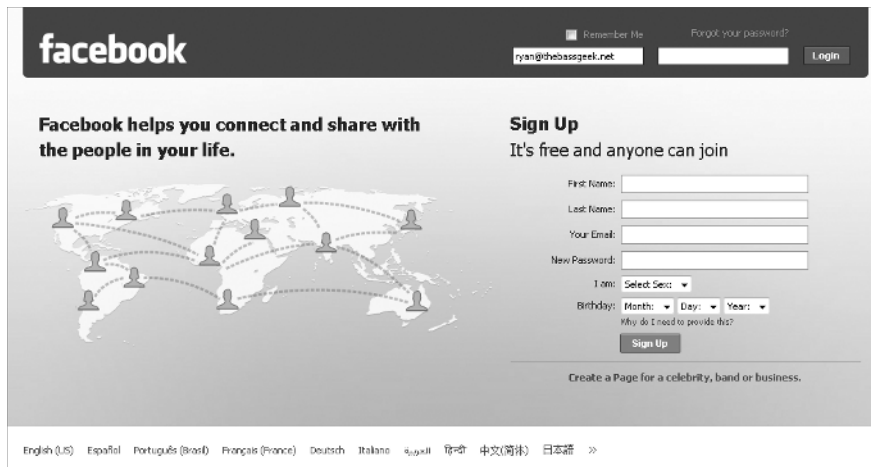 facebook
Remember Me
Forgot your password?
ryan@thebassgeek.net
Login
Facebook helps you connect and share with
the people in your life.
Sign Up
It's free and anyone can join
First Name:
Last Name:
Your Email:
New Password:
I am: Select Sex:
Birthday: Month: Day: Year:
Why do I need to provide this?
Sign Up
Create a Page for a celebrity, band or business.
English (US) Español Português (Brasil) Français (France) Deutsch Italiano العربية हिन्दी 中文(简体) 日本語 »